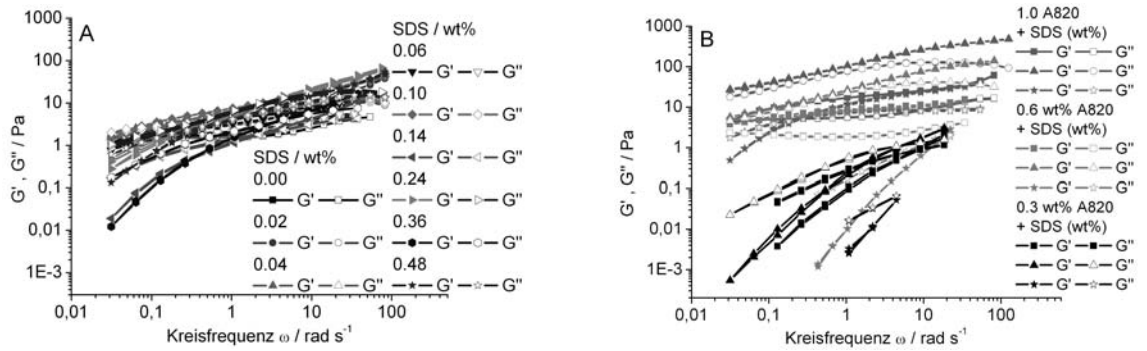 A
G', G'' / Pa
1000
100
10
1
0,1
0,01
1E-3
0,01 0,1 1 10 100
Kreisfrequenz ω / rad s⁻¹
SDS / wt%
0.00
G' G''
0.02
G' G''
0.04
G' G''
SDS / wt%
0.06
G' G''
0.10
G' G''
0.14
G' G''
0.24
G' G''
0.36
G' G''
0.48
G' G''
B
G', G'' / Pa
1000
100
10
1
0,1
0,01
1E-3
0,01 0,1 1 10 100
Kreisfrequenz ω / rad s⁻¹
1.0 A820
+ SDS (wt%)
G' G''
G' G''
G' G''
0.6 wt% A820
+ SDS (wt%)
G' G''
G' G''
G' G''
0.3 wt% A820
+ SDS (wt%)
G' G''
G' G''
G' G''